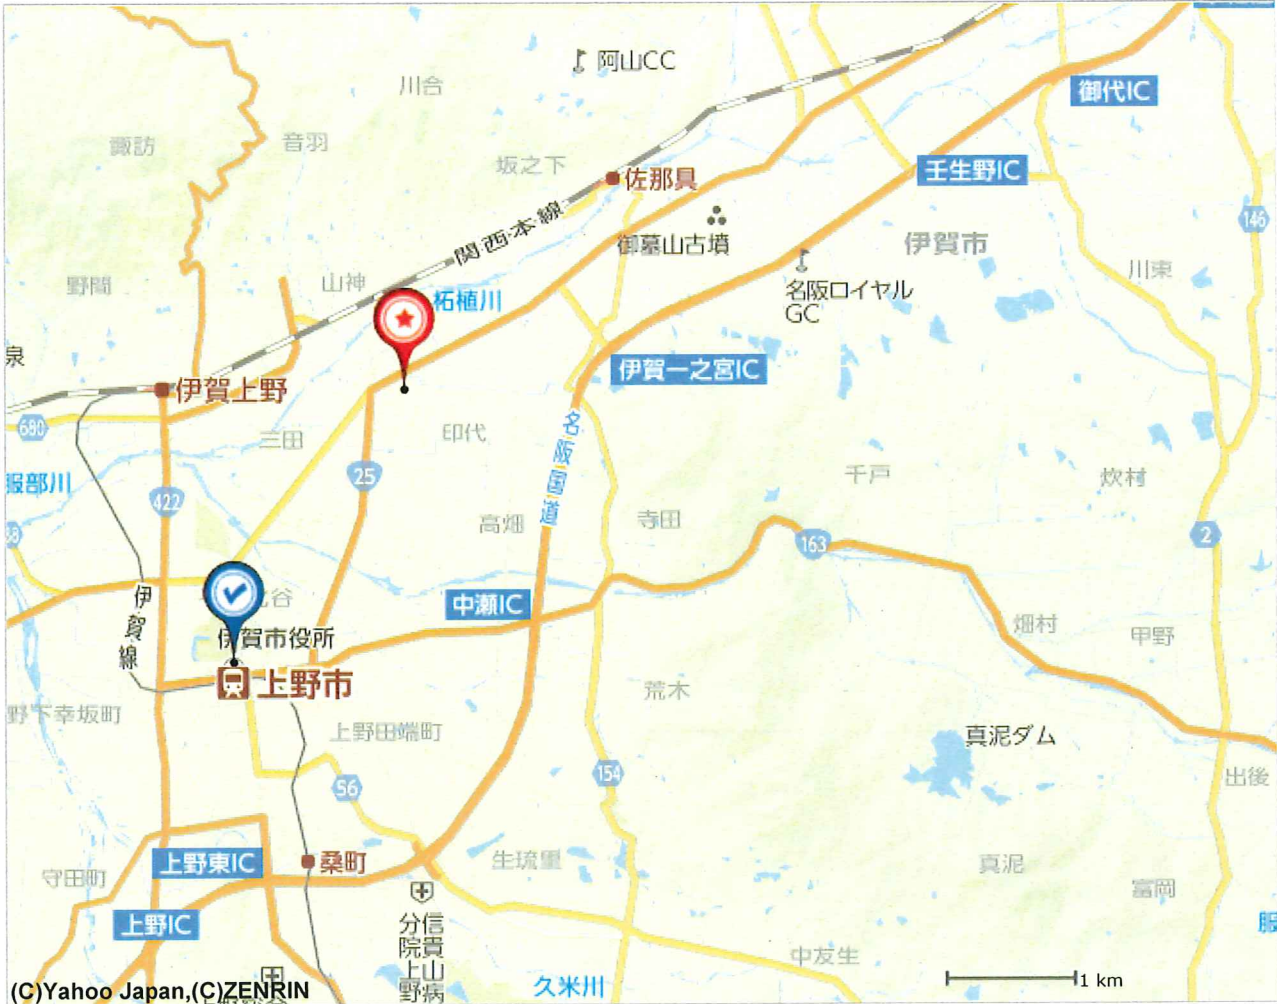 阿山CC
川合
御代IC
諏訪
音羽
坂之下
佐那具
壬生野IC
関西本線
御墓山古墳
伊賀市
146
野間
山神
柘植川
名阪ロイヤル
GC
川東
泉
伊賀上野
伊賀一之宮IC
680
三田
印代
名阪国道
服部川
25
千戸
炊村
422
高畑
寺田
163
2
伊賀線
中瀬IC
畑村
甲野
伊賀市役所
上野市
荒木
野下幸坂町
上野田端町
真泥ダム
56
154
出後
上野東IC
桑町
生琉里
真泥
守田町
富岡
上野IC
分信
院貴
上山
野病
中友生
久米川
1 km
(C)Yahoo Japan,(C)ZENRIN